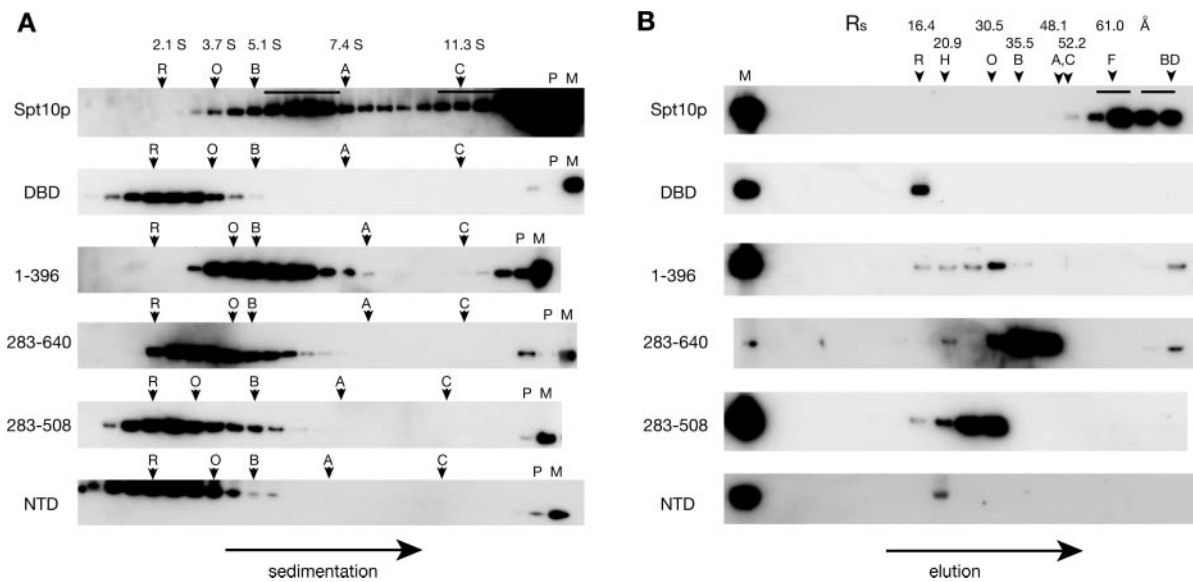 A
2.1 S 3.7 S 5.1 S 7.4 S 11.3 S
R O B A C P M
Spt10p
R O B A C P M
DBD
R O B A C P M
1-396
R O B A C P M
283-640
R O B A C P M
283-508
R O B A C P M
NTD
sedimentation
B
Rs 16.4 30.5 48.1 61.0 Å
20.9 35.5 52.2
M R H O B A,C F BD
Spt10p
DBD
1-396
283-640
283-508
NTD
elution